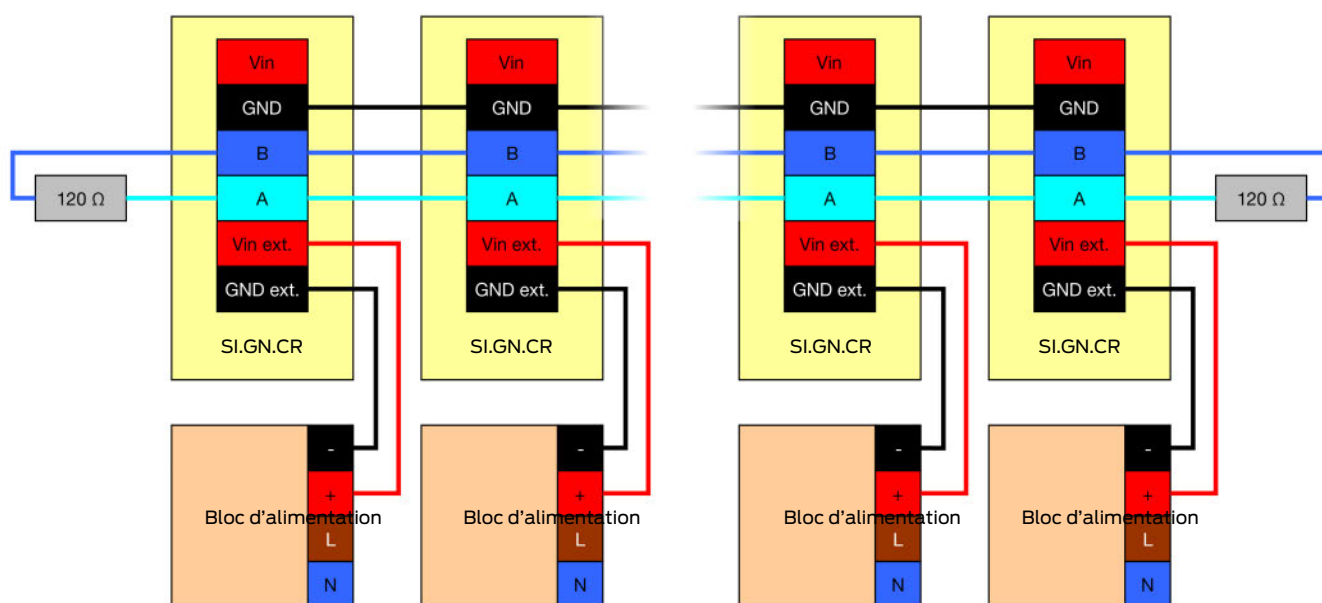 Vin Vin Vin Vin
GND GND GND GND
B B B B
120 Ω A A A A 120 Ω
Vin ext. Vin ext. Vin ext. Vin ext.
GND ext. GND ext. GND ext. GND ext.
SI.GN.CR SI.GN.CR SI.GN.CR SI.GN.CR
- - - -
+ + + +
Bloc d’alimentation Bloc d’alimentation Bloc d’alimentation Bloc d’alimentation
L L L L
N N N N